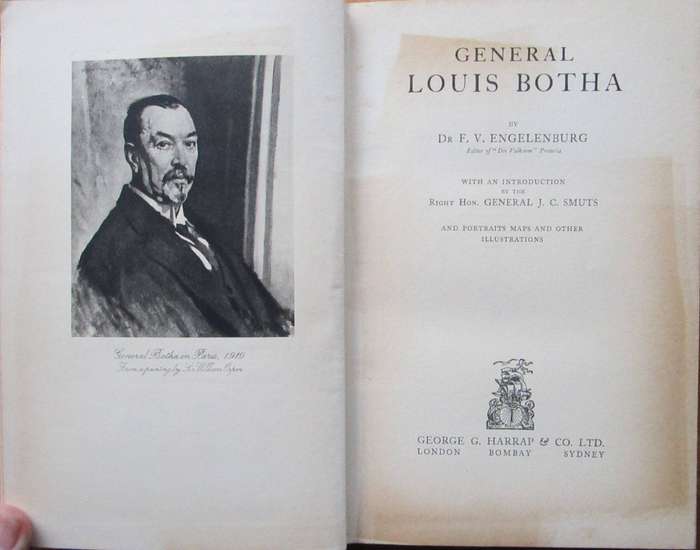 General Botha in Paris, 1919
From a painting by Sir William Orpen
GENERAL
LOUIS BOTHA
BY
DR F. V. ENGELENBURG
Editor of "Die Volkstem" Pretoria
WITH AN INTRODUCTION
BY THE
RIGHT HON. GENERAL J. C. SMUTS
AND PORTRAITS MAPS AND OTHER
ILLUSTRATIONS
GEORGE G. HARRAP & CO. LTD.
LONDON BOMBAY SYDNEY